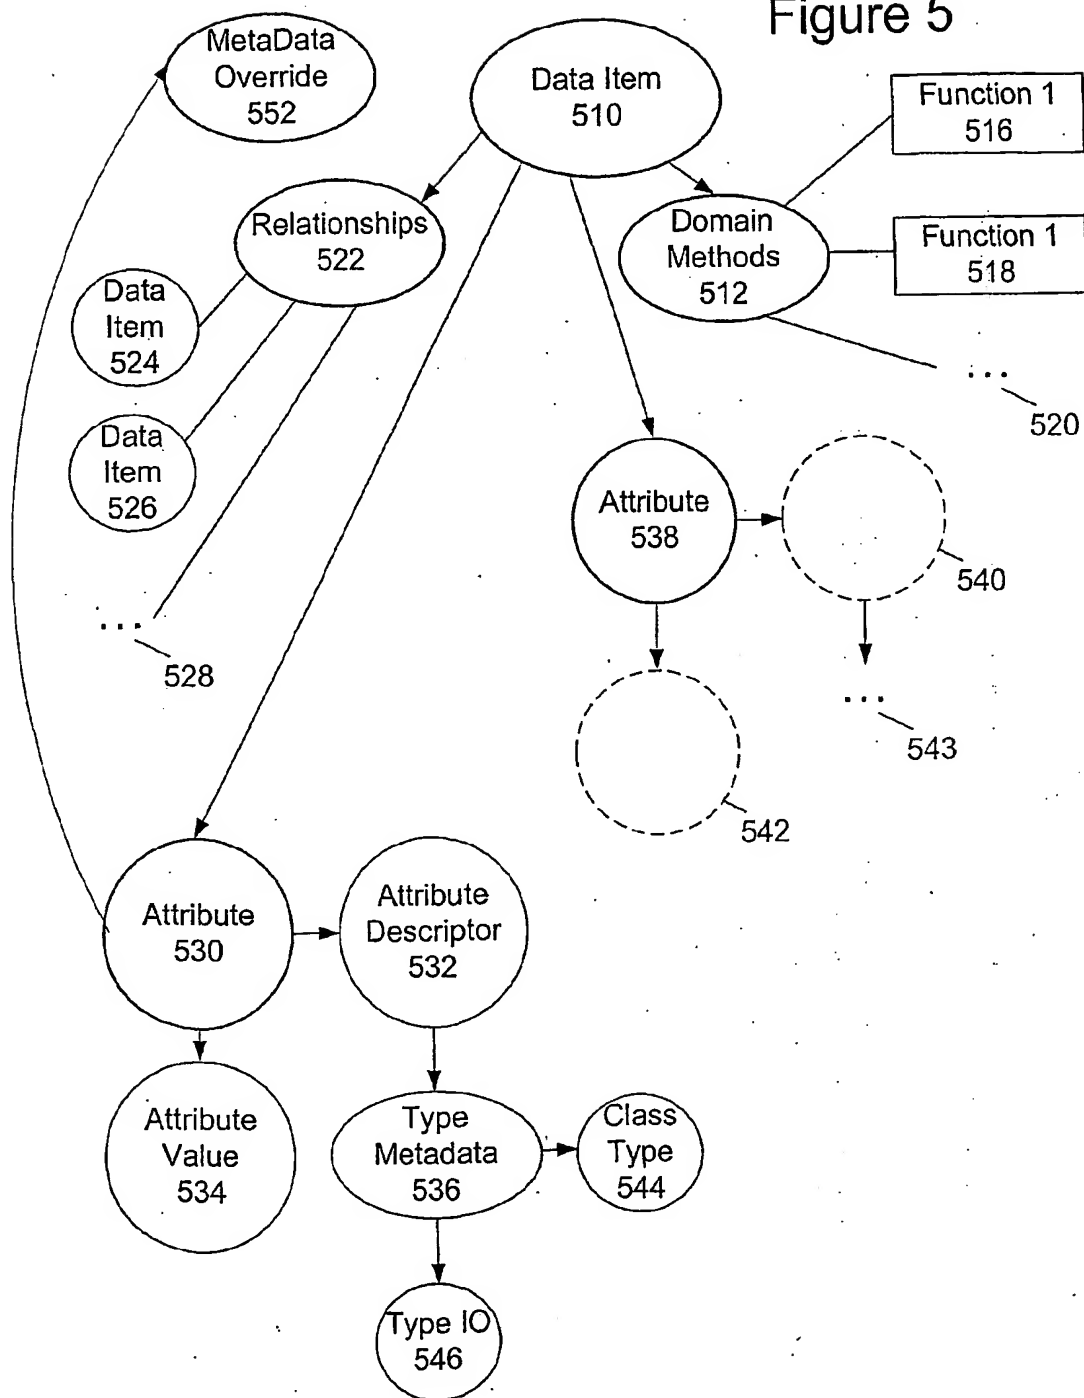 Figure 5
MetaData
Override
552
Data Item
510
Function 1
516
Relationships
522
Domain
Methods
512
Function 1
518
Data
Item
524
...
520
Data
Item
526
Attribute
538
540
...
528
...
543
542
Attribute
530
Attribute
Descriptor
532
Attribute
Value
534
Type
Metadata
536
Class
Type
544
Type IO
546